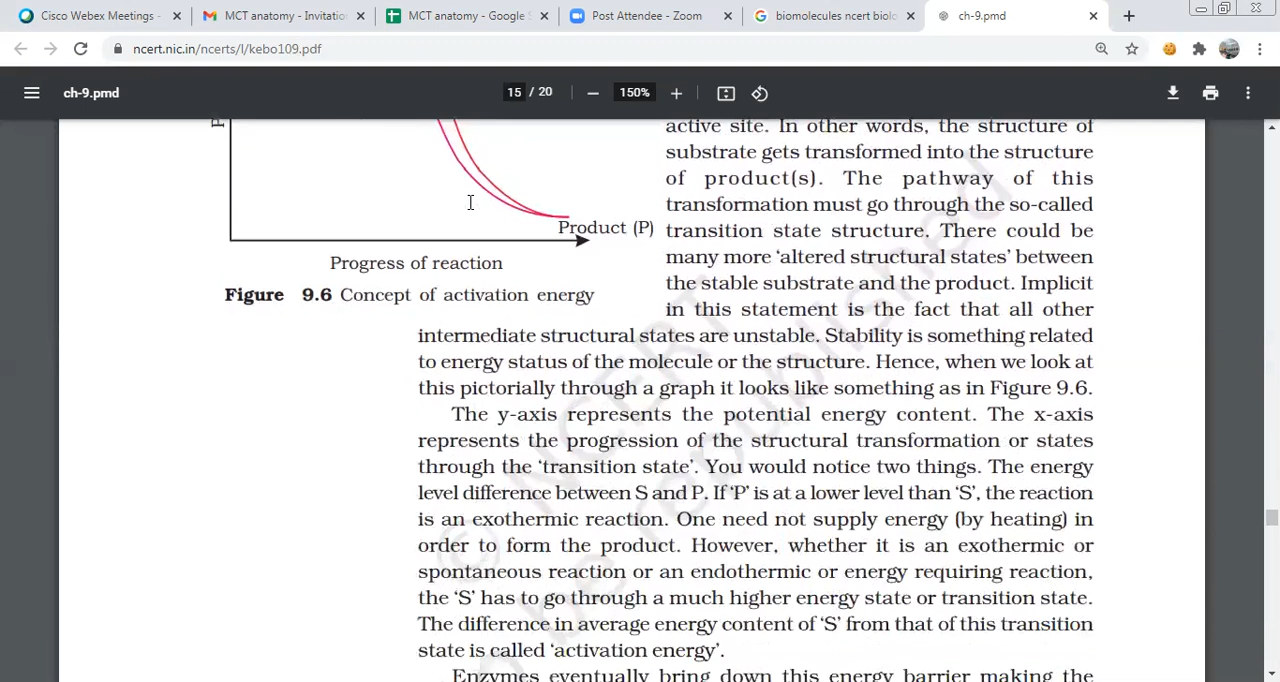 Cisco Webex Meetings -
MCT anatomy - Invitatio
MCT anatomy - Google S
Post Attendee - Zoom
biomolecules ncert biolo
ch-9.pmd
ncert.nic.in/ncerts/l/kebo109.pdf
ch-9.pmd
15 / 20
150%
active site. In other words, the structure of
substrate gets transformed into the structure
of product(s). The pathway of this
transformation must go through the so-called
Product (P)
transition state structure. There could be
many more ‘altered structural states’ between
Progress of reaction
the stable substrate and the product. Implicit
Figure 9.6 Concept of activation energy
in this statement is the fact that all other
intermediate structural states are unstable. Stability is something related
to energy status of the molecule or the structure. Hence, when we look at
this pictorially through a graph it looks like something as in Figure 9.6.
The y-axis represents the potential energy content. The x-axis
represents the progression of the structural transformation or states
through the ‘transition state’. You would notice two things. The energy
level difference between S and P. If ‘P’ is at a lower level than ‘S’, the reaction
is an exothermic reaction. One need not supply energy (by heating) in
order to form the product. However, whether it is an exothermic or
spontaneous reaction or an endothermic or energy requiring reaction,
the ‘S’ has to go through a much higher energy state or transition state.
The difference in average energy content of ‘S’ from that of this transition
state is called ‘activation energy’.
Enzymes eventually bring down this energy barrier making the
© NCERT
be republished